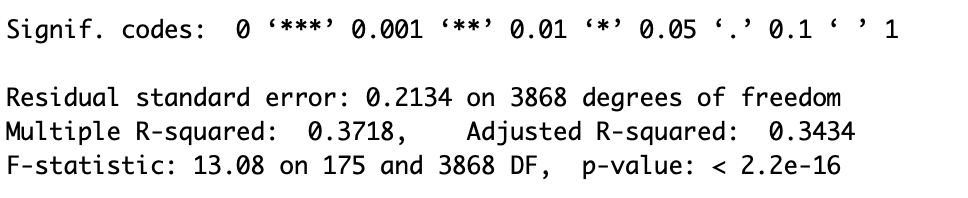 Signif. codes:  0 ‘***’ 0.001 ‘**’ 0.01 ‘*’ 0.05 ‘.’ 0.1 ‘ ’ 1
Residual standard error: 0.2134 on 3868 degrees of freedom
Multiple R-squared:  0.3718,    Adjusted R-squared:  0.3434
F-statistic: 13.08 on 175 and 3868 DF,  p-value: < 2.2e-16